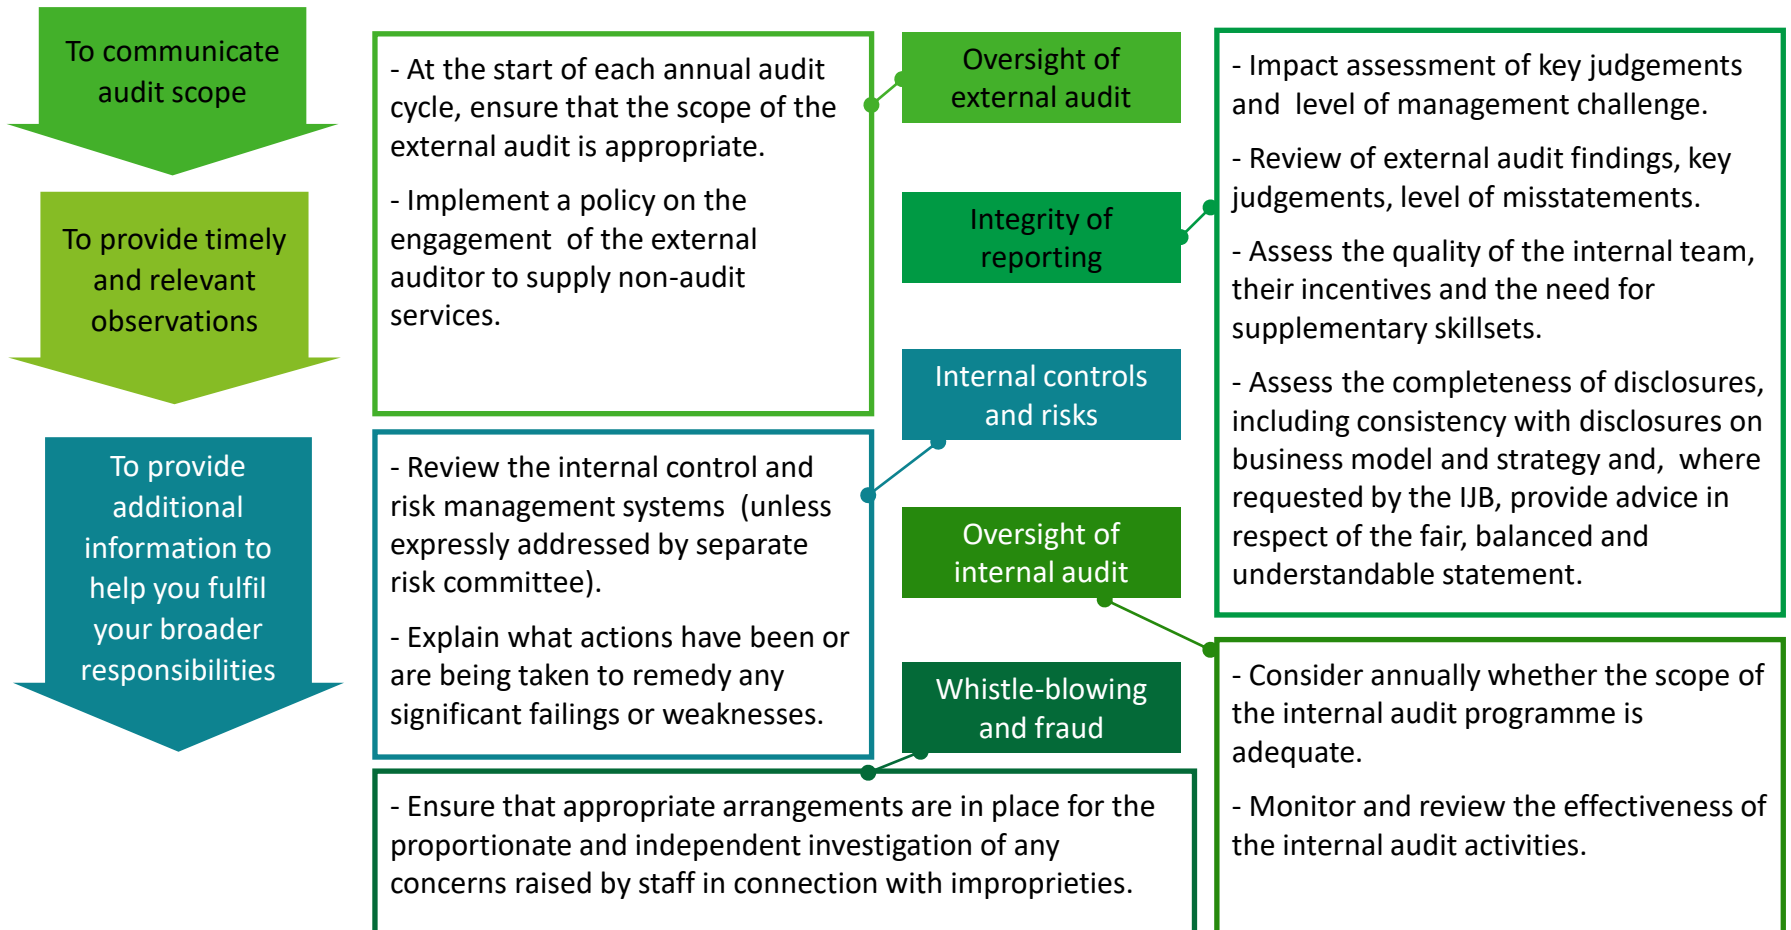 To communicate
audit scope
To provide timely
and relevant
observations
To provide
additional
information to
help you fulfil
your broader
responsibilities
- At the start of each annual audit
cycle, ensure that the scope of the
external audit is appropriate.
- Implement a policy on the
engagement of the external
auditor to supply non-audit
services.
- Review the internal control and
risk management systems (unless
expressly addressed by separate
risk committee).
- Explain what actions have been or
are being taken to remedy any
significant failings or weaknesses.
- Ensure that appropriate arrangements are in place for the
proportionate and independent investigation of any
concerns raised by staff in connection with improprieties.
Oversight of
external audit
Integrity of
reporting
Internal controls
and risks
Oversight of
internal audit
Whistle-blowing
and fraud
- Impact assessment of key judgements
and level of management challenge.
- Review of external audit findings, key
judgements, level of misstatements.
- Assess the quality of the internal team,
their incentives and the need for
supplementary skillsets.
- Assess the completeness of disclosures,
including consistency with disclosures on
business model and strategy and, where
requested by the IJB, provide advice in
respect of the fair, balanced and
understandable statement.
- Consider annually whether the scope of
the internal audit programme is
adequate.
- Monitor and review the effectiveness of
the internal audit activities.